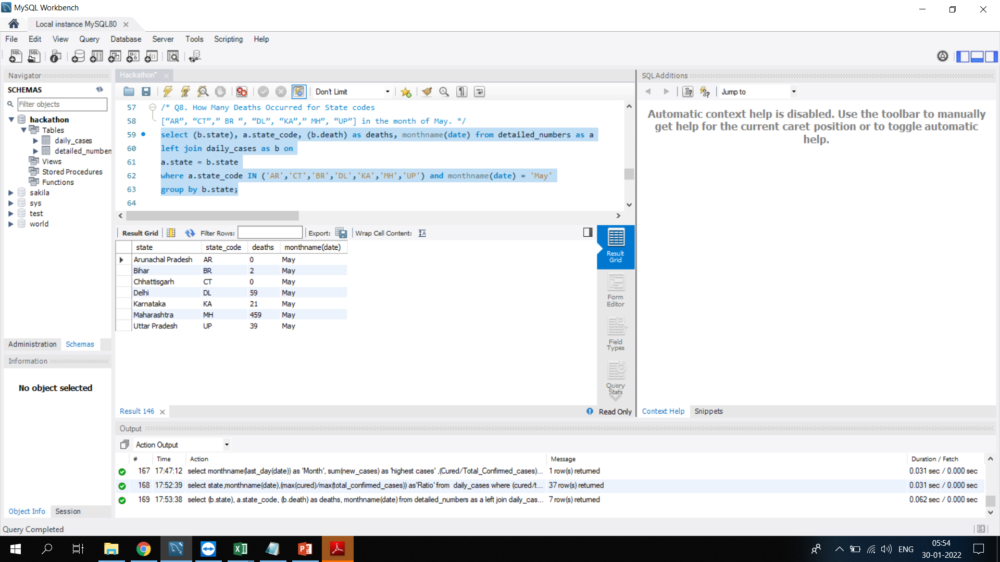 MySQL Workbench
Local instance MySQL80
File Edit View Query Database Server Tools Scripting Help
Navigator
SCHEMAS
Filter objects
hackathon
Tables
daily_cases
detailed_number
Views
Stored Procedures
Functions
sakila
sys
test
world
Administration Schemas
Information
No object selected
Object Info Session
Hackathon*
Don't Limit
57 /* Q8. How Many Deaths Occurred for State codes
58 [“AR”, “CT”,” BR “, “DL”, “KA”,” MH”, “UP”] in the month of May. */
59 select (b.state), a.state_code, (b.death) as deaths, monthname(date) from detailed_numbers as a
60 left join daily_cases as b on
61 a.state = b.state
62 where a.state_code IN ('AR','CT','BR','DL','KA','MH','UP') and monthname(date) = 'May'
63 group by b.state;
64
Result Grid Filter Rows: Export: Wrap Cell Content:
state state_code deaths monthname(date)
Arunachal Pradesh AR 0 May
Bihar BR 2 May
Chhattisgarh CT 0 May
Delhi DL 59 May
Karnataka KA 21 May
Maharashtra MH 459 May
Uttar Pradesh UP 39 May
Result Grid
Form Editor
Field Types
Query Stats
Result 146
Read Only
SQLAdditions
Jump to
Automatic context help is disabled. Use the toolbar to manually
get help for the current caret position or to toggle automatic
help.
Context Help Snippets
Output
Action Output
# Time Action Message Duration / Fetch
167 17:47:12 select monthname(last_day(date)) as 'Month', sum(new_cases) as 'highest cases' ,(Cured/Total_Confirmed_cases)... 1 row(s) returned 0.031 sec / 0.000 sec
168 17:52:39 select state,monthname(date),(max(cured)/max(total_confirmed_cases)) as'Ratio' from daily_cases where (cured/t... 37 row(s) returned 0.031 sec / 0.000 sec
169 17:53:38 select (b.state), a.state_code, (b.death) as deaths, monthname(date) from detailed_numbers as a left join daily_cas... 7 row(s) returned 0.062 sec / 0.000 sec
Query Completed
ENG
05:54
30-01-2022